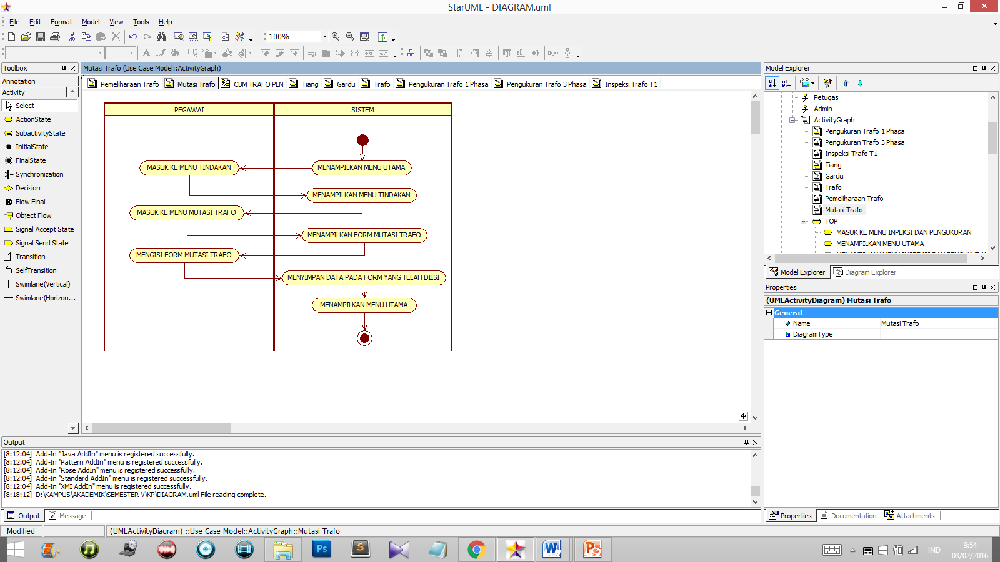 StarUML - DIAGRAM.uml
File Edit Format Model View Tools Help
100%
Toolbox
Annotation
Activity
Select
ActionState
SubactivityState
InitialState
FinalState
Synchronization
Decision
Flow Final
Object Flow
Signal Accept State
Signal Send State
Transition
SelfTransition
Swimlane(Vertical)
Swimlane(Horizon...
Mutasi Trafo (Use Case Model::ActivityGraph)
Pemeliharaan Trafo Mutasi Trafo CBM TRAFO PLN Tiang Gardu Trafo Pengukuran Trafo 1 Phasa Pengukuran Trafo 3 Phasa Inspeksi Trafo T1
PEGAWAI SISTEM
MASUK KE MENU TINDAKAN MENAMPILKAN MENU UTAMA
MENAMPILKAN MENU TINDAKAN
MASUK KE MENU MUTASI TRAFO
MENAMPILKAN FORM MUTASI TRAFO
MENGISI FORM MUTASI TRAFO
MENYIMPAN DATA PADA FORM YANG TELAH DIISI
MENAMPILKAN MENU UTAMA
Model Explorer
Petugas
Admin
ActivityGraph
Pengukuran Trafo 1 Phasa
Pengukuran Trafo 3 Phasa
Inspeksi Trafo T1
Tiang
Gardu
Trafo
Pemeliharaan Trafo
Mutasi Trafo
TOP
MASUK KE MENU INPEKSI DAN PENGUKURAN
MENAMPILKAN MENU UTAMA
Model Explorer Diagram Explorer
Properties
(UMLActivityDiagram) Mutasi Trafo
General
Name Mutasi Trafo
DiagramType
Properties Documentation Attachments
Output
[8:12:04] Add-In "Java AddIn" menu is registered successfully.
[8:12:04] Add-In "Pattern AddIn" menu is registered successfully.
[8:12:04] Add-In "Rose AddIn" menu is registered successfully.
[8:12:04] Add-In "Standard AddIn" menu is registered successfully.
[8:12:04] Add-In "XMI AddIn" menu is registered successfully.
[8:18:12] D:\KAMPUS\AKADEMIK\SEMESTER V\KP\DIAGRAM.uml File reading complete.
Output Message
Modified (UMLActivityDiagram) ::Use Case Model::ActivityGraph::Mutasi Trafo
IND 9:54
03/02/2016